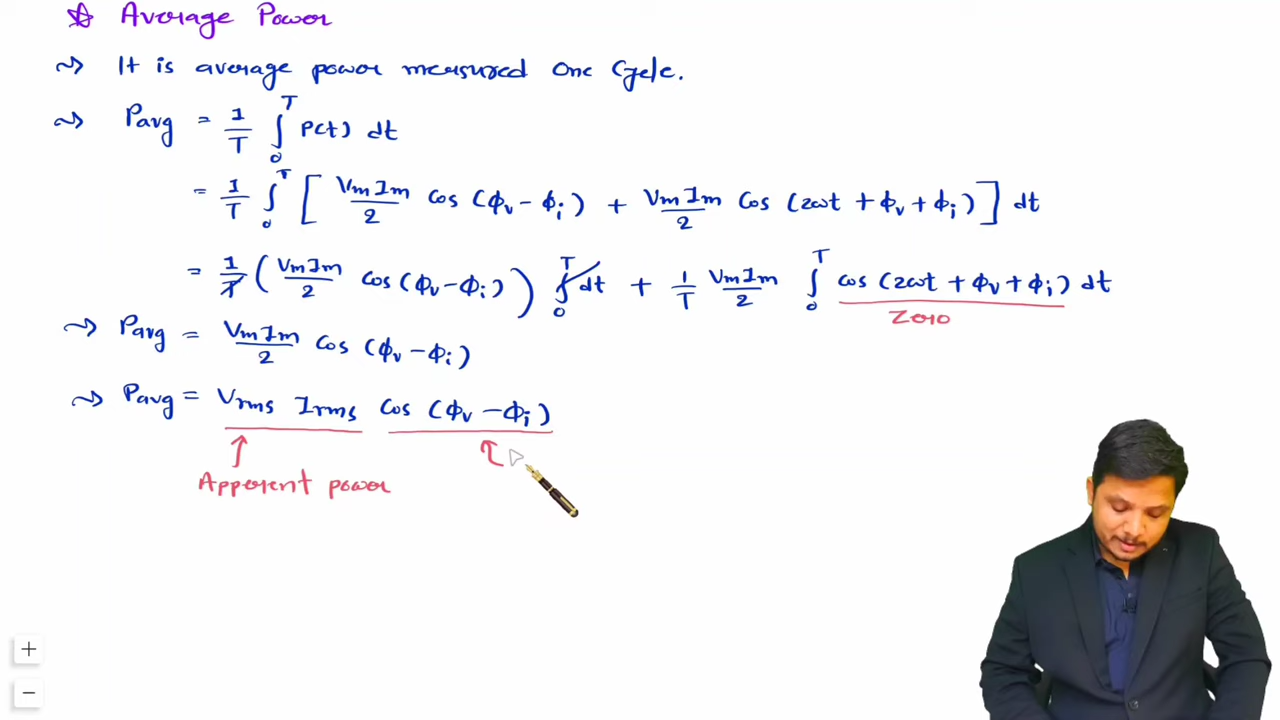 ☆ Average Power
~> It is average power measured One Cycle.
~> Pavg = 1/T ∫₀ᵀ P(t) dt
= 1/T ∫₀ᵀ [ VmIm/2 cos (ϕv - ϕi) + VmIm/2 Cos (2ωt + ϕv + ϕi) ] dt
= 1/T ( VmIm/2 cos (ϕv - ϕi) ) ∫₀ᵀ dt + 1/T VmIm/2 ∫₀ᵀ cos (2ωt + ϕv + ϕi) dt
Zero
~> Pavg = VmIm/2 cos (ϕv - ϕi)
~> Pavg = Vrms Irms cos (ϕv - ϕi)
Apperent power